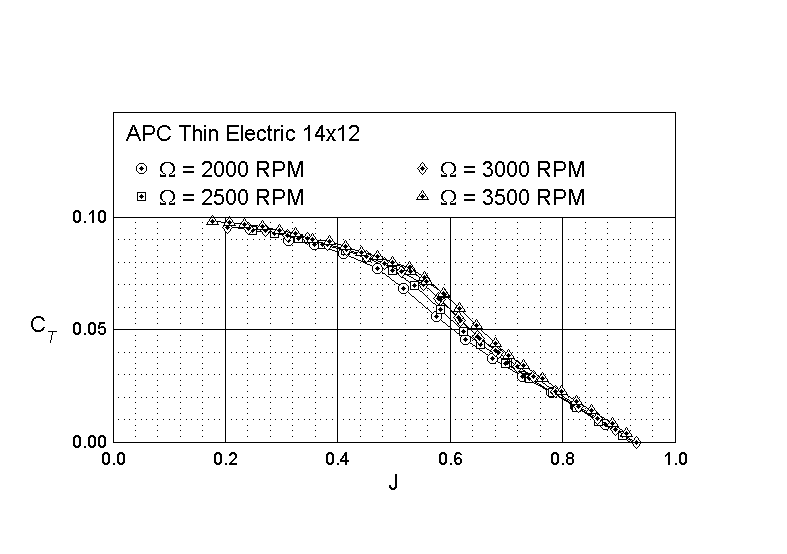 APC Thin Electric 14x12
Ω = 2000 RPM
Ω = 3000 RPM
Ω = 2500 RPM
Ω = 3500 RPM
0.10
0.05
0.00
C_T
0.0 0.2 0.4 0.6 0.8 1.0
J